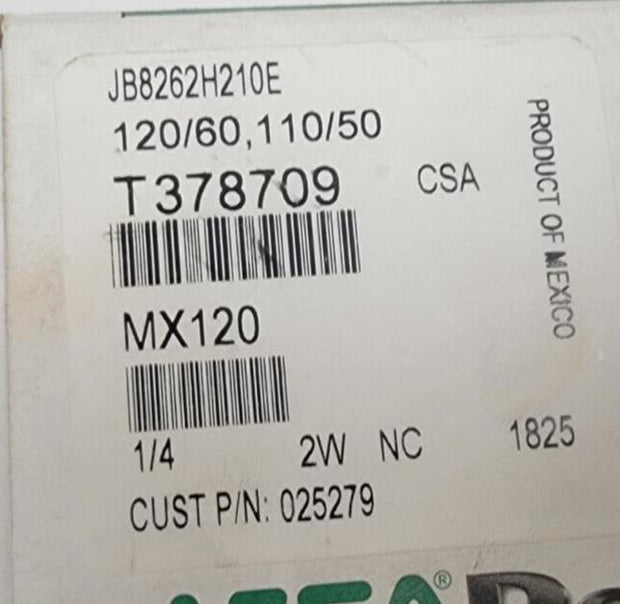 JB8262H210E
120/60,110/50
T378709
CSA
PRODUCT OF MEXICO
MX120
1/4 2W NC 1825
CUST P/N: 025279
®